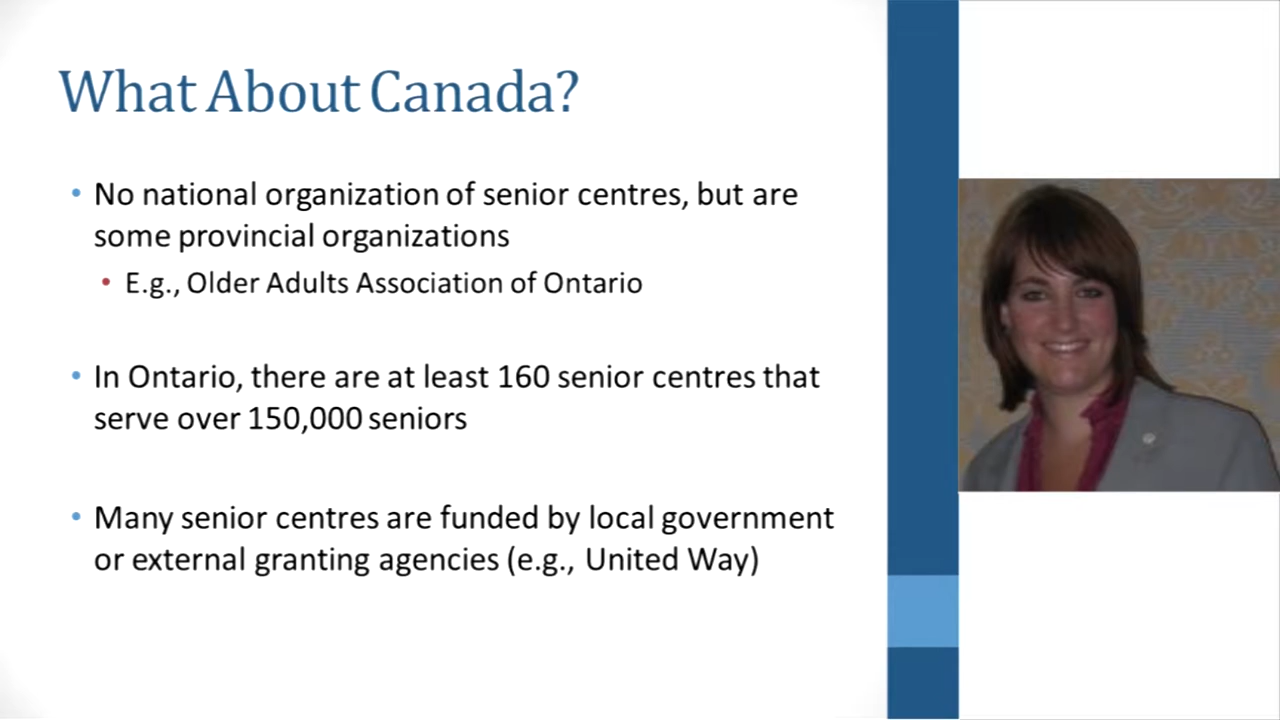 What About Canada?
• No national organization of senior centres, but are
some provincial organizations
• E.g., Older Adults Association of Ontario
• In Ontario, there are at least 160 senior centres that
serve over 150,000 seniors
• Many senior centres are funded by local government
or external granting agencies (e.g., United Way)